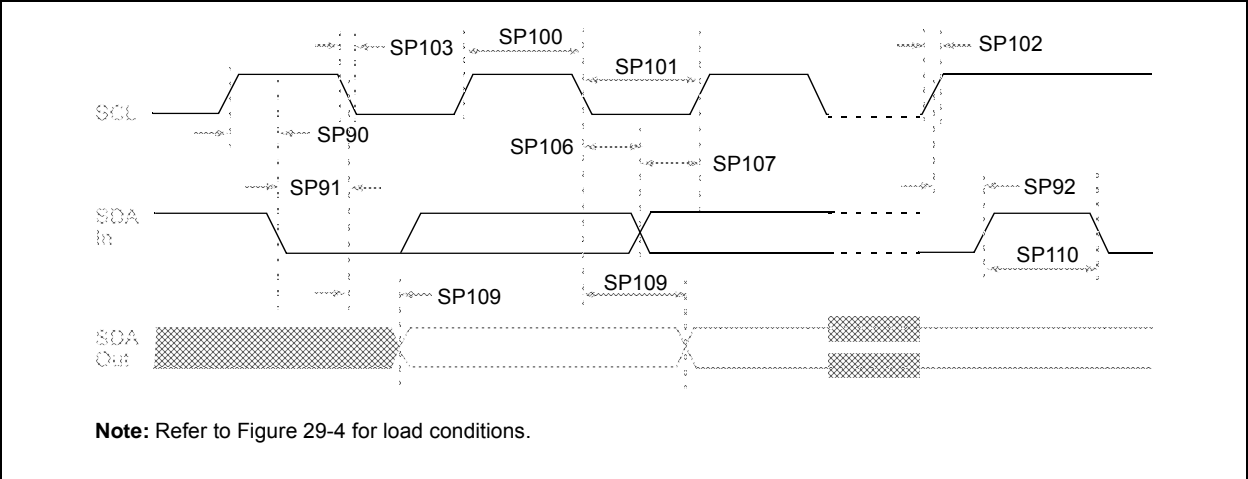 SP103
SP100
SP102
SP101
SCL
SP90
SP106
SP107
SP91
SP92
SDA
In
SP110
SP109
SP109
SDA
Out
Note: Refer to Figure 29-4 for load conditions.